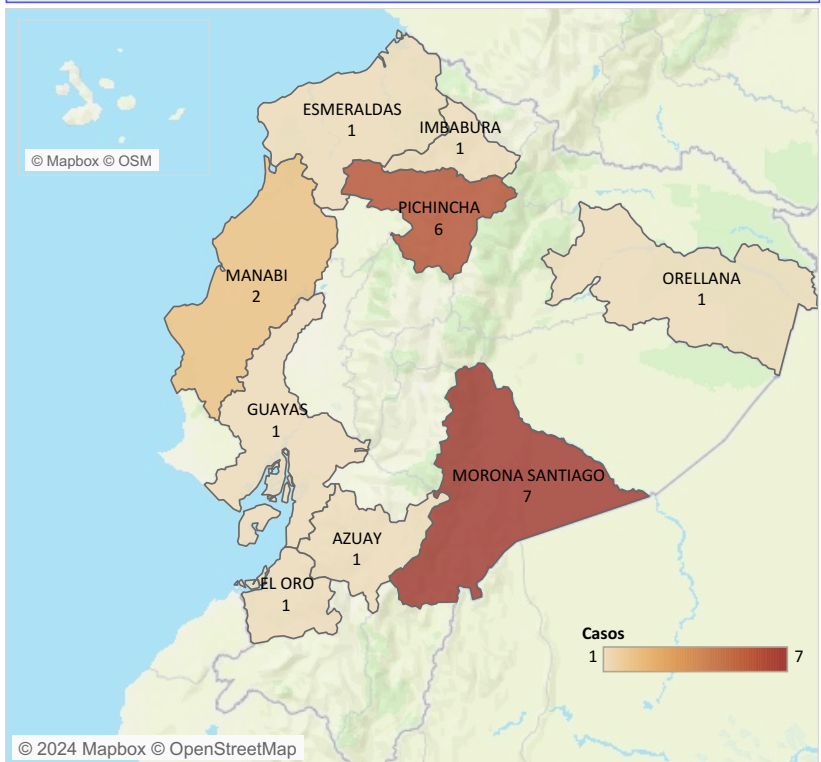 © Mapbox © OSM
ESMERALDAS
1
IMBABURA
1
PICHINCHA
6
MANABI
2
ORELLANA
1
GUAYAS
1
MORONA SANTIAGO
7
AZUAY
1
EL ORO
1
Casos
1 7
© 2024 Mapbox © OpenStreetMap